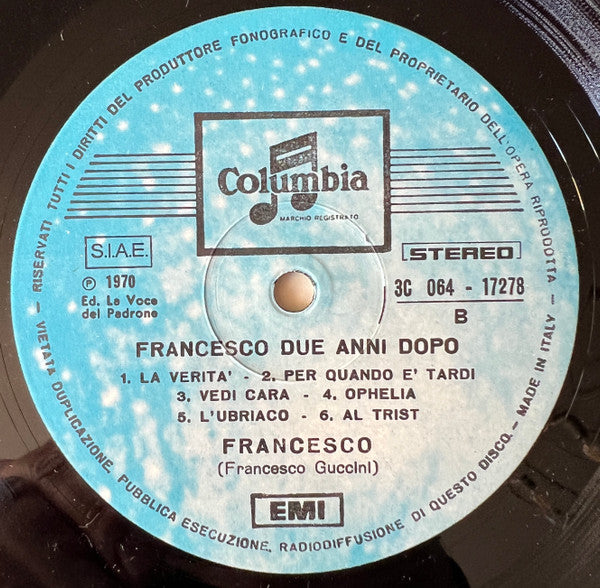 RISERVATI TUTTI I DIRITTI DEL PRODUTTORE FONOGRAFICO E DEL PROPRIETARIO DELL'OPERA RIPRODOTTA - MADE IN ITALY -
Columbia
MARCHIO REGISTRATO
S.I.A.E.
STEREO
℗ 1970
3C 064 - 17278
Ed. La Voce
del Padrone
B
FRANCESCO DUE ANNI DOPO
1. LA VERITA' - 2. PER QUANDO E' TARDI
3. VEDI CARA - 4. OPHELIA
5. L'UBRIACO - 6. AL TRIST
FRANCESCO
(Francesco Guccini)
EMI
- VIETATA DUPLICAZIONE, PUBBLICA ESECUZIONE, RADIODIFFUSIONE DI QUESTO DISCO. -